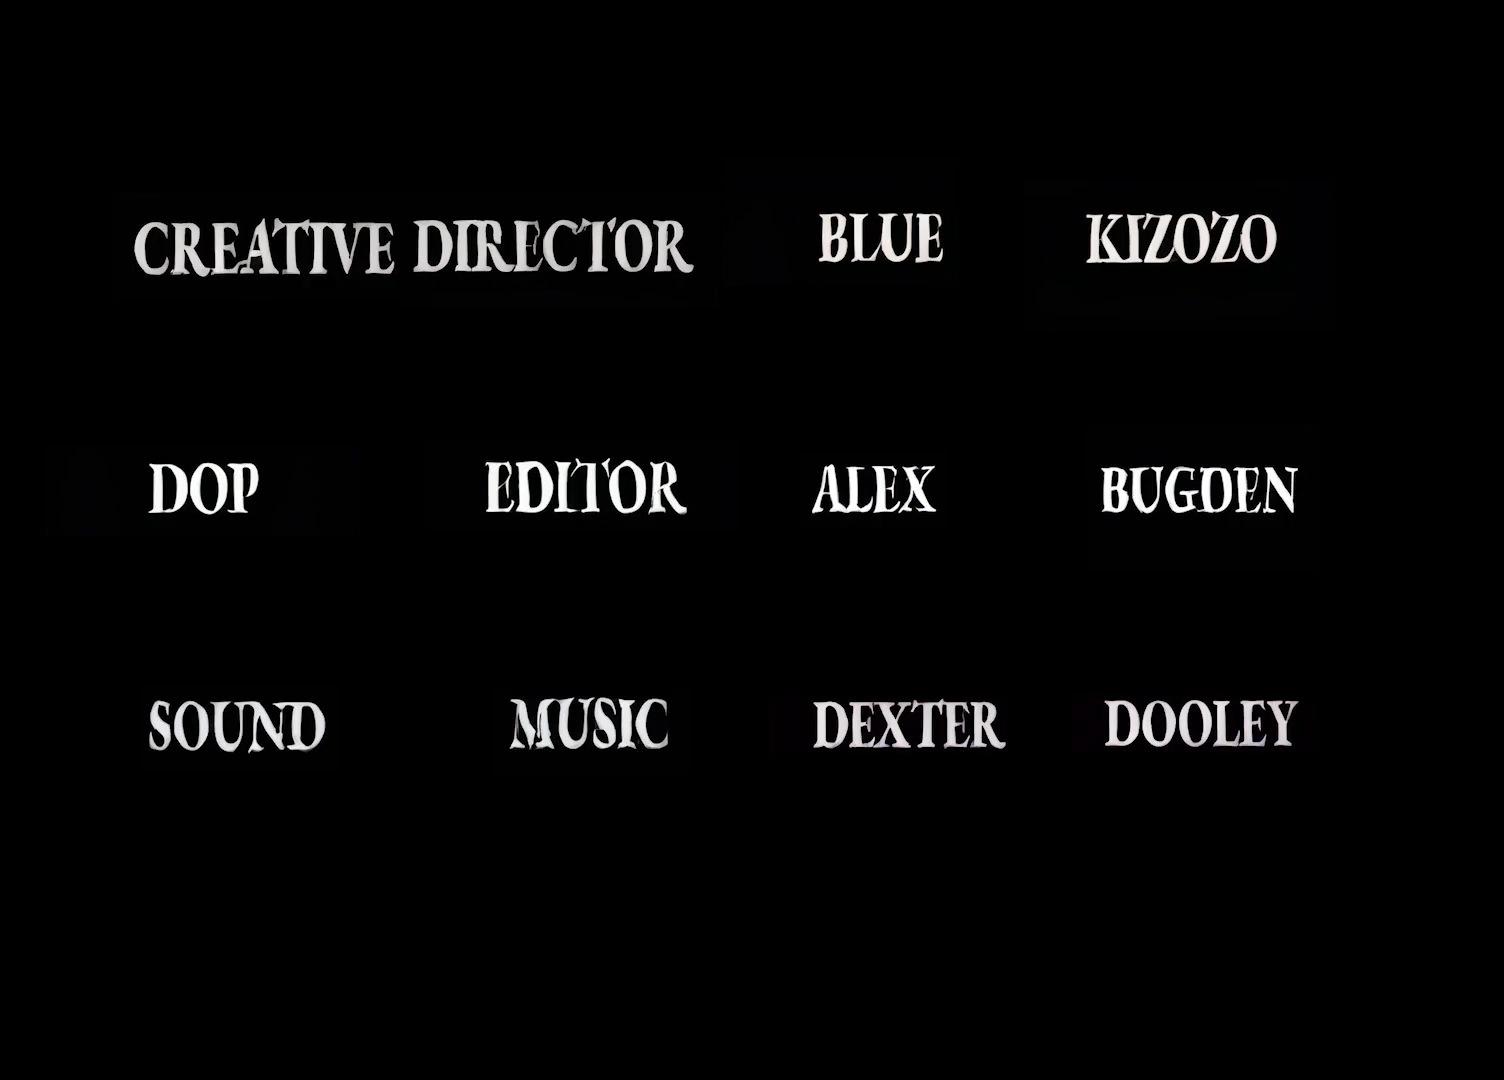 CREATIVE DIRECTOR BLUE KIZOZO
DOP EDITOR ALEX BUGDEN
SOUND MUSIC DEXTER DOOLEY